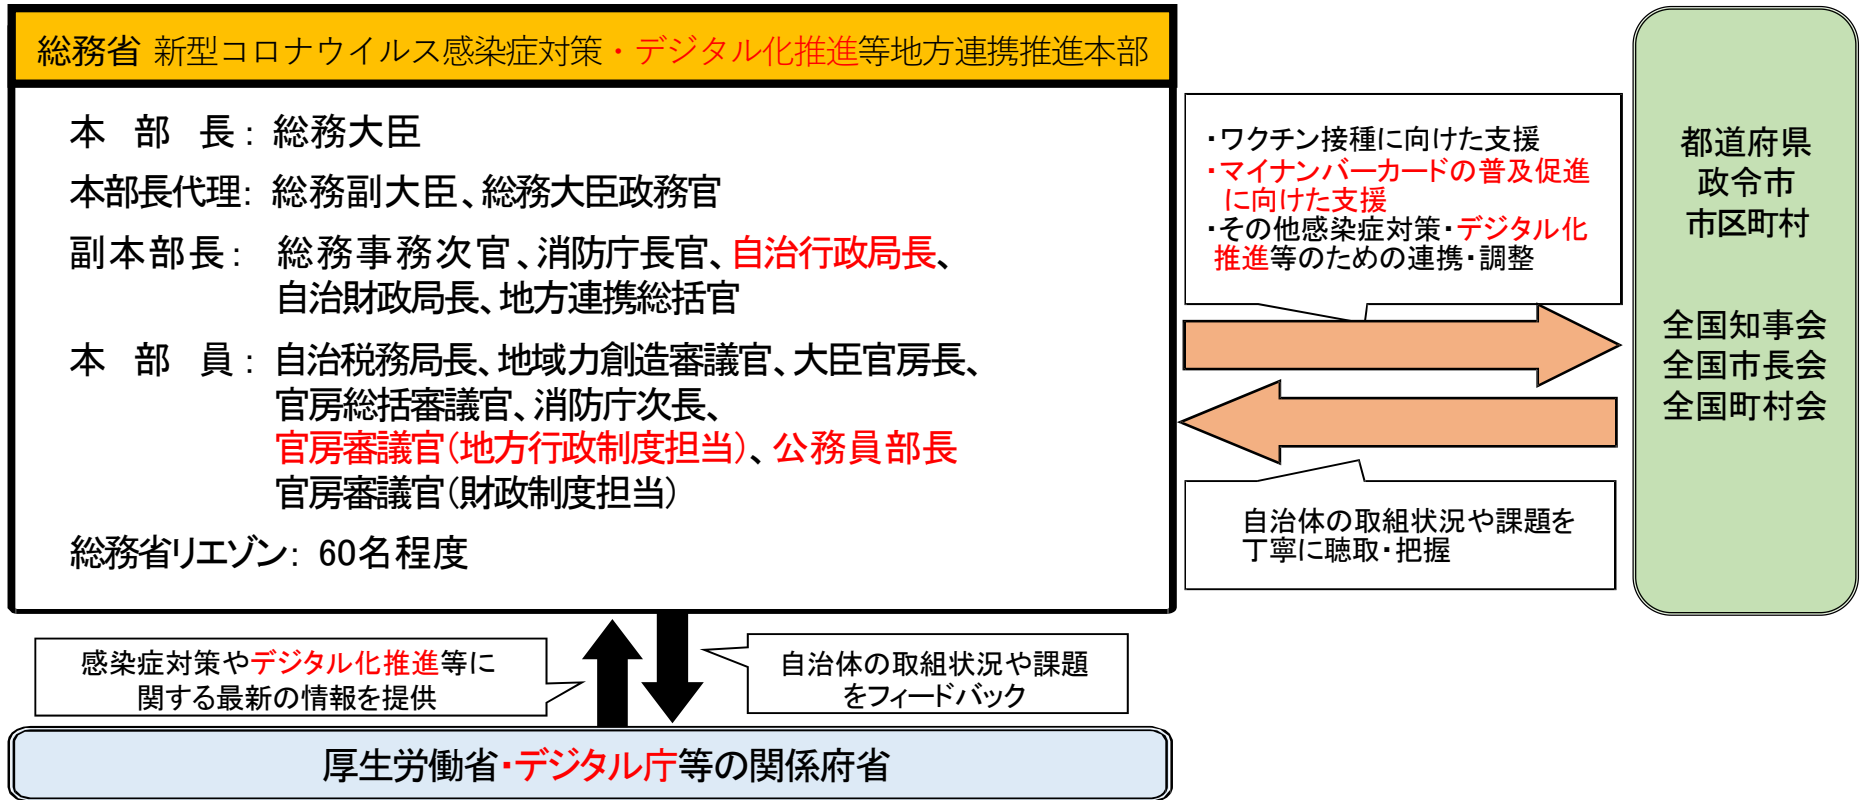 総務省 新型コロナウイルス感染症対策・デジタル化推進等地方連携推進本部
本部長：総務大臣
本部長代理：総務副大臣、総務大臣政務官
副本部長：総務事務次官、消防庁長官、自治行政局長、
自治財政局長、地方連携総括官
本部員：自治税務局長、地域力創造審議官、大臣官房長、
官房総括審議官、消防庁次長、
官房審議官(地方行政制度担当)、公務員部長
官房審議官(財政制度担当)
総務省リエゾン：60名程度
・ワクチン接種に向けた支援
・マイナンバーカードの普及促進
に向けた支援
・その他感染症対策・デジタル化
推進等のための連携・調整
自治体の取組状況や課題を
丁寧に聴取・把握
都道府県
政令市
市区町村
全国知事会
全国市長会
全国町村会
感染症対策やデジタル化推進等に
関する最新の情報を提供
自治体の取組状況や課題
をフィードバック
厚生労働省・デジタル庁等の関係府省